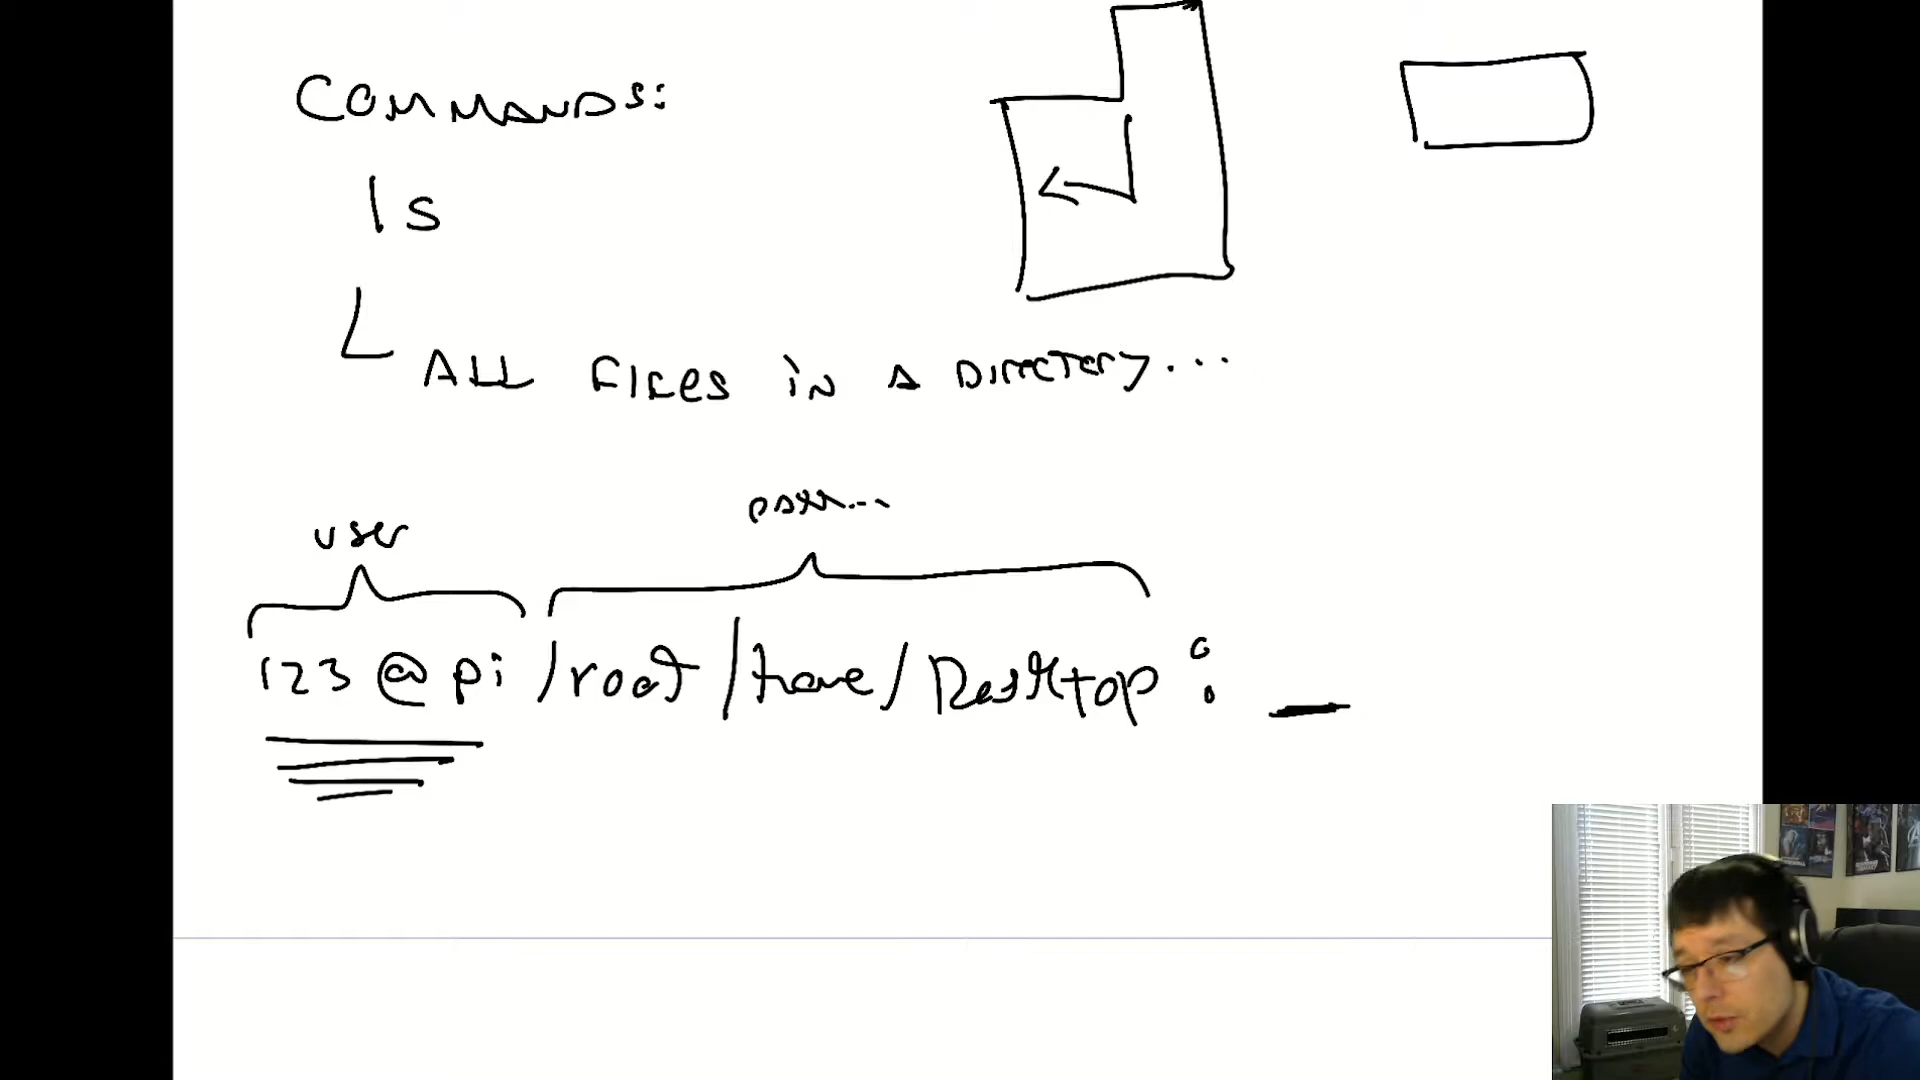 COMMANDS:
ls
ALL FILES IN A DIRECTORY...
user
PATH...
123@pi/root/home/Desktop:_